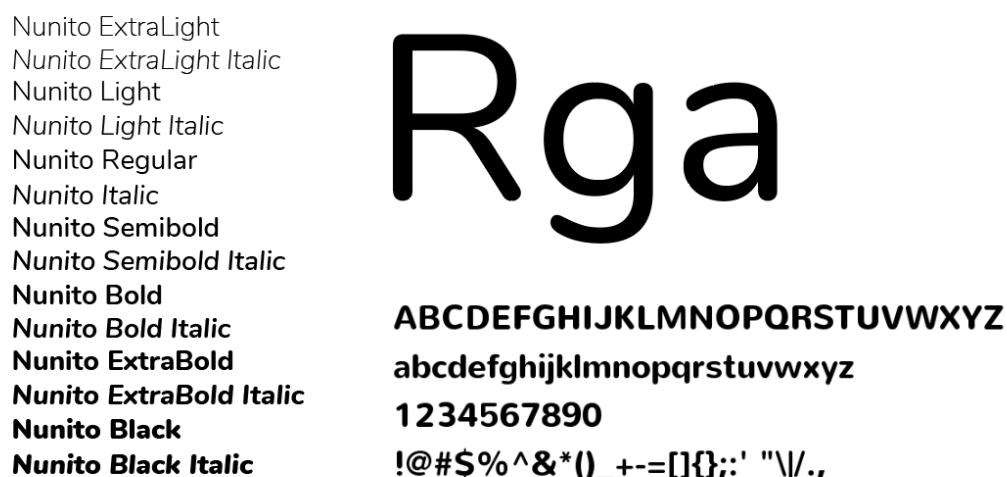 Nunito ExtraLight
Nunito ExtraLight Italic
Nunito Light
Nunito Light Italic
Nunito Regular
Nunito Italic
Nunito Semibold
Nunito Semibold Italic
Nunito Bold
Nunito Bold Italic
Nunito ExtraBold
Nunito ExtraBold Italic
Nunito Black
Nunito Black Italic
Rga
ABCDEFGHIJKLMNOPQRSTUVWXYZ
abcdefghijklmnopqrstuvwxyz
1234567890
!@#$%^&*()_+-=[]{};:' "\|/.,